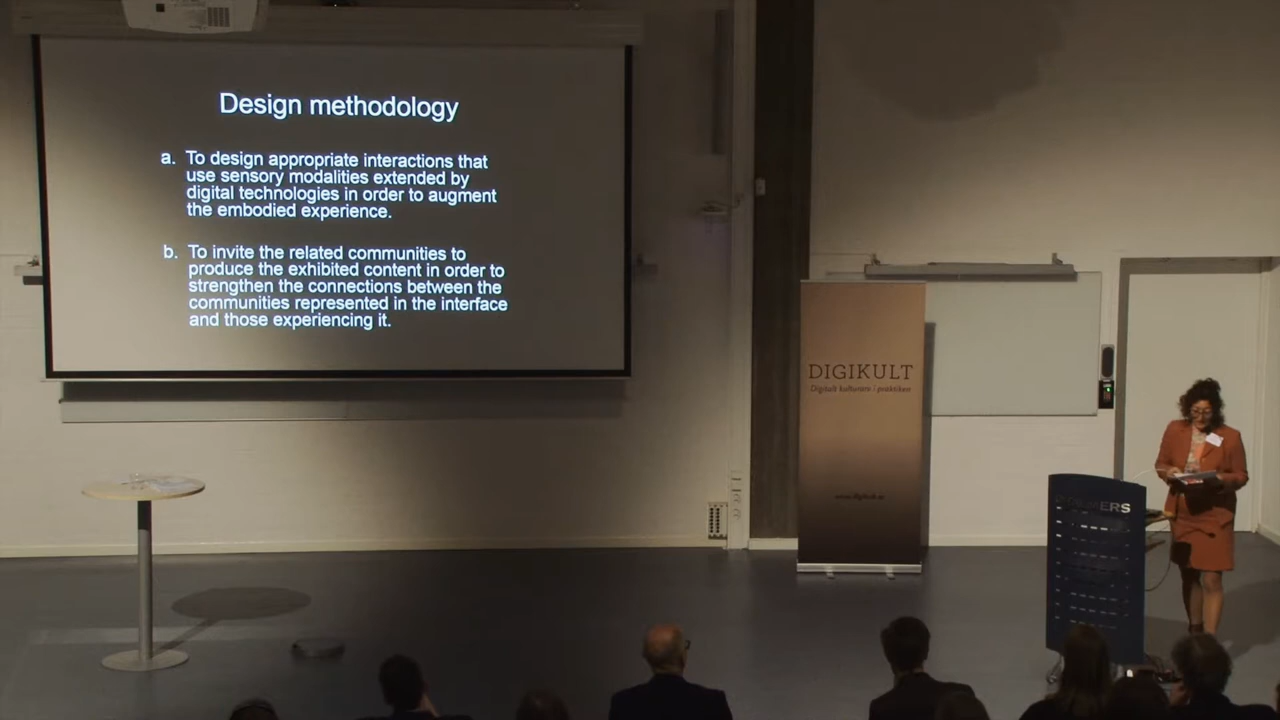 Design methodology
a. To design appropriate interactions that
use sensory modalities extended by
digital technologies in order to augment
the embodied experience.
b. To invite the related communities to
produce the exhibited content in order to
strengthen the connections between the
communities represented in the interface
and those experiencing it.
DIGIKULT
Digitalt kulturarv i praktiken